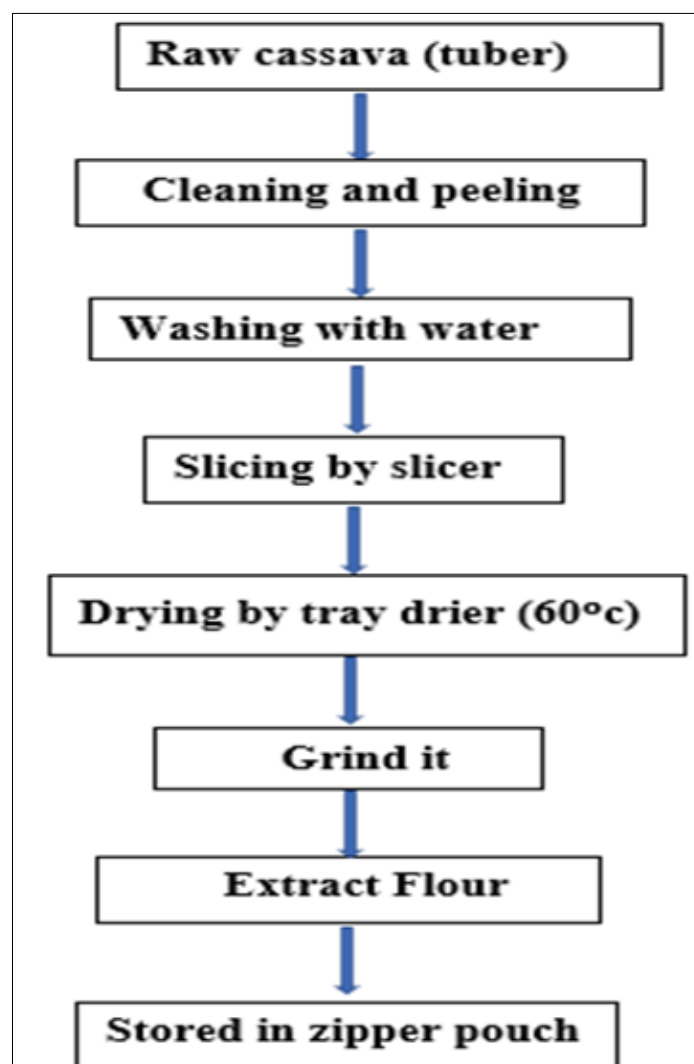 Raw cassava (tuber)
Cleaning and peeling
Washing with water
Slicing by slicer
Drying by tray drier (60ºc)
Grind it
Extract Flour
Stored in zipper pouch